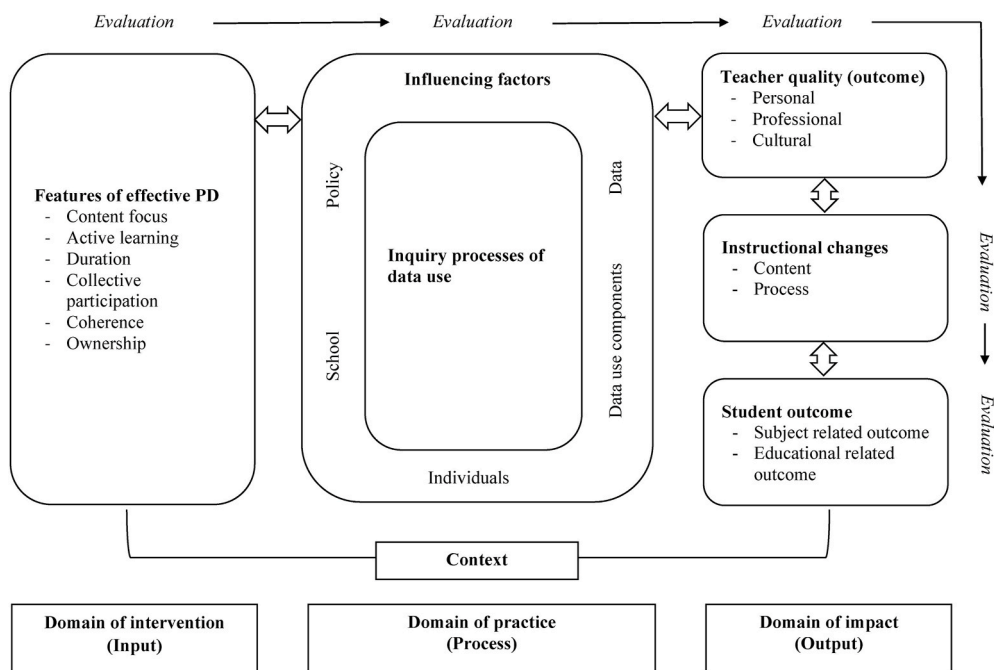 Evaluation
Evaluation
Evaluation
Features of effective PD
- Content focus
- Active learning
- Duration
- Collective
participation
- Coherence
- Ownership
Influencing factors
Policy
School
Inquiry processes of
data use
Data
Data use components
Individuals
Teacher quality (outcome)
- Personal
- Professional
- Cultural
Instructional changes
- Content
- Process
Student outcome
- Subject related outcome
- Educational related
outcome
Evaluation
Evaluation
Context
Domain of intervention
(Input)
Domain of practice
(Process)
Domain of impact
(Output)